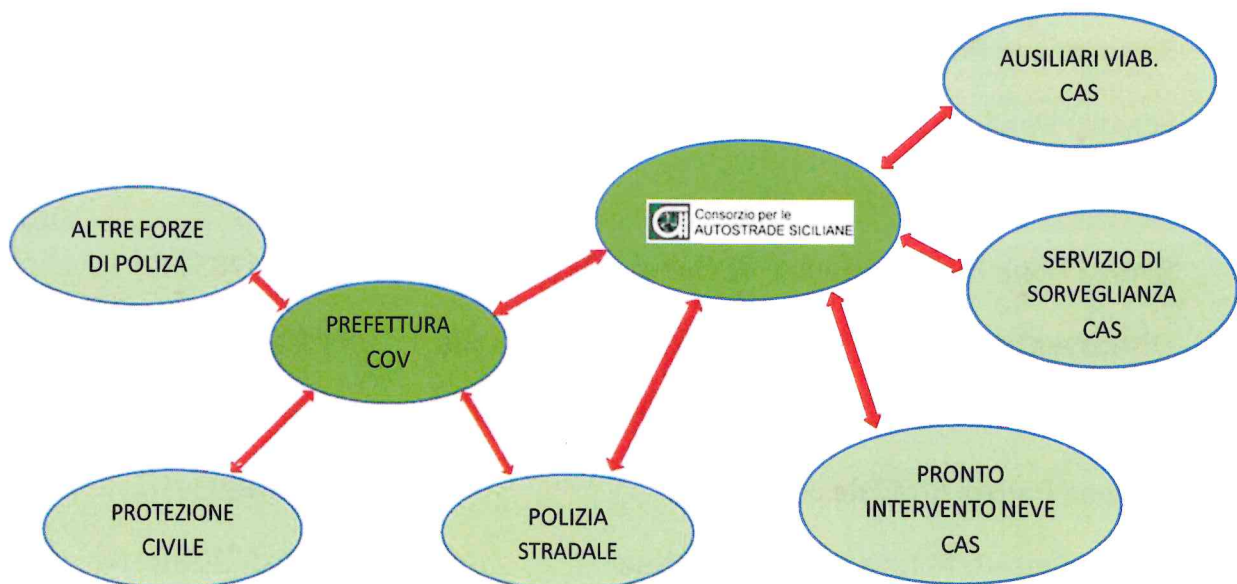 AUSILIARI VIAB.
CAS
Consorzio per le
AUTOSTRADE SICILIANE
ALTRE FORZE
DI POLIZA
SERVIZIO DI
SORVEGLIANZA
CAS
PREFETTURA
COV
PRONTO
INTERVENTO NEVE
CAS
PROTEZIONE
CIVILE
POLIZIA
STRADALE